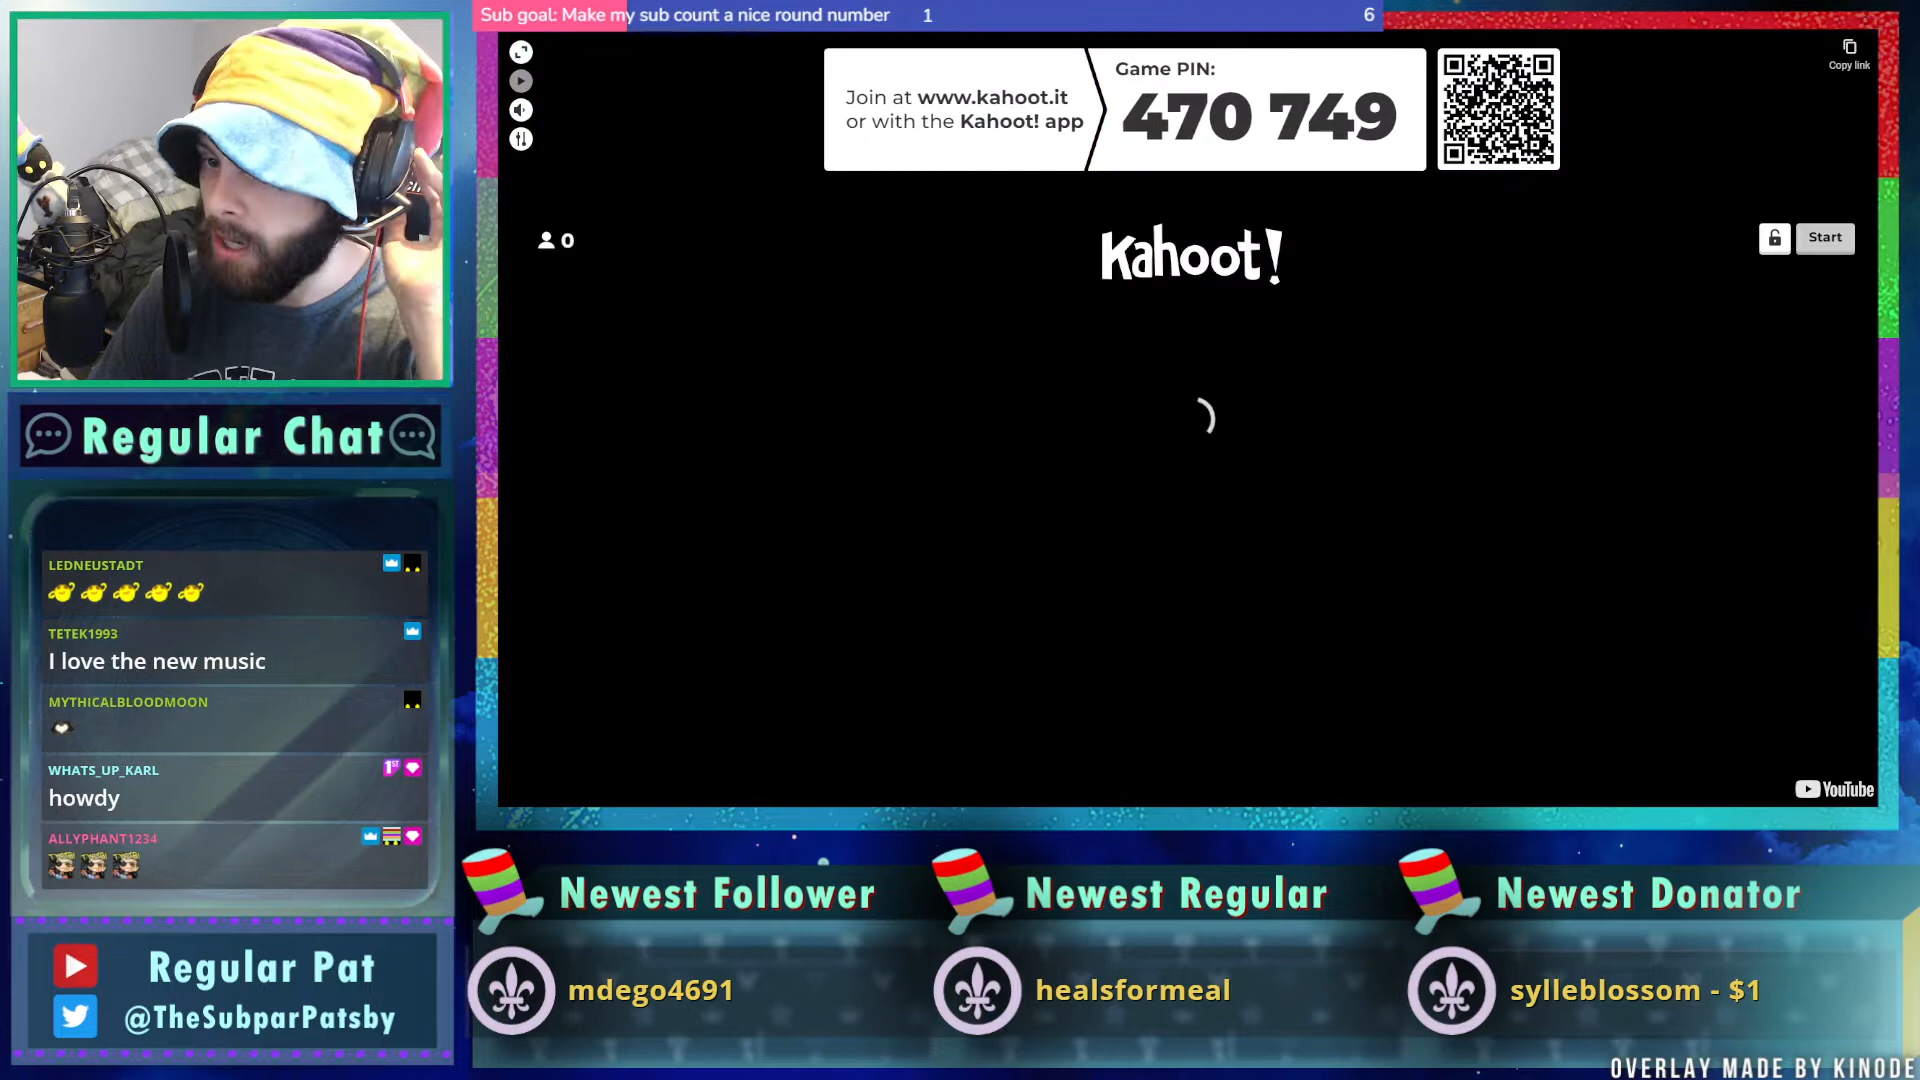 Sub goal: Make my sub count a nice round number 1 6
Join at www.kahoot.it
or with the Kahoot! app
Game PIN:
470 749
Copy link
0
Kahoot!
Start
Regular Chat
LEDNEUSTADT
TETEK1993
I love the new music
MYTHICALBLOODMOON
WHATS_UP_KARL
1ST
howdy
ALLYPHANT1234
YouTube
Newest Follower
Newest Regular
Newest Donator
mdego4691
healsformeal
sylleblossom - $1
Regular Pat
@TheSubparPatsby
OVERLAY MADE BY KINODE